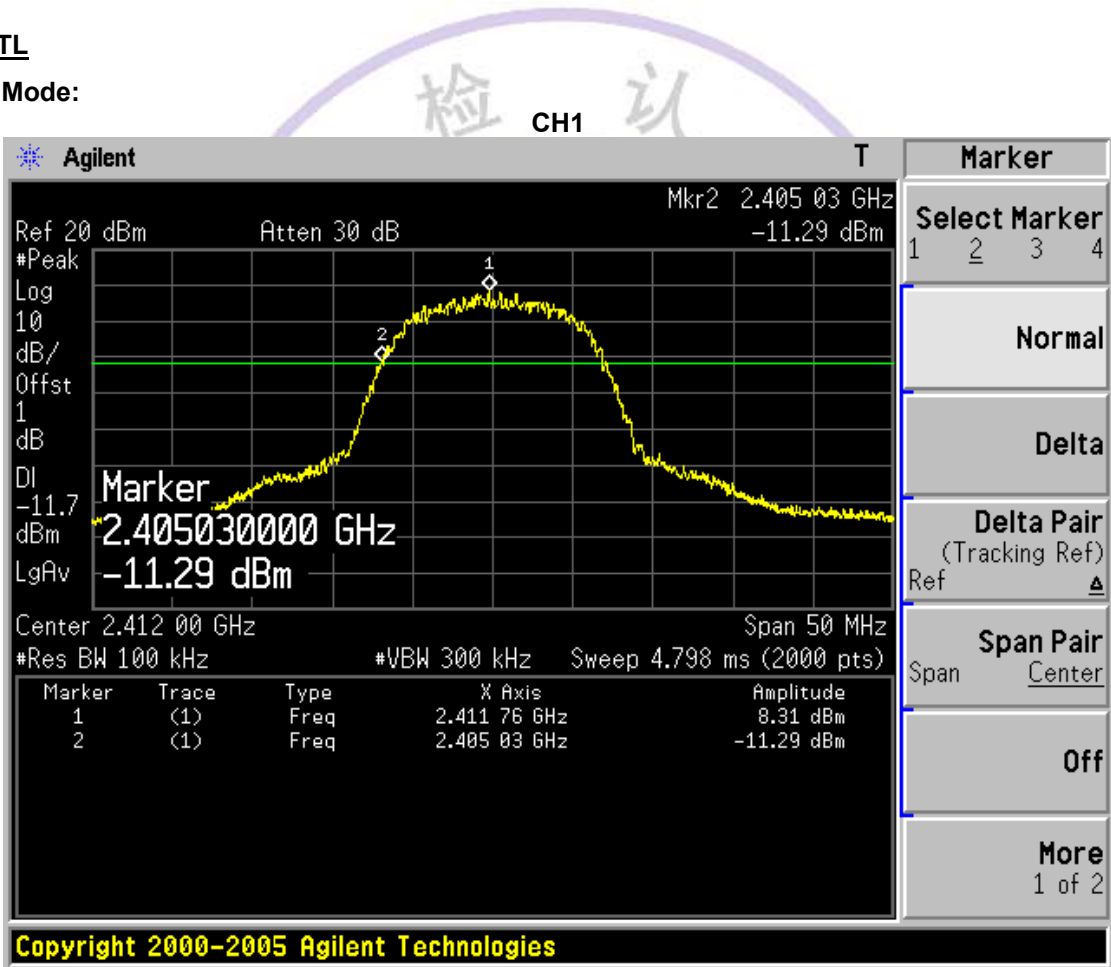 TL
Mode:
检 认
CH1
Agilent T
Marker
Mkr2 2.405 03 GHz
Ref 20 dBm Atten 30 dB -11.29 dBm
Select Marker
1 2 3 4
#Peak
Log
10
dB/
Offst
1
dB
DI
-11.7
dBm
LgAv
1
2
Marker
2.405030000 GHz
-11.29 dBm
Normal
Delta
Delta Pair
(Tracking Ref)
Ref Δ
Center 2.412 00 GHz Span 50 MHz
#Res BW 100 kHz #VBW 300 kHz Sweep 4.798 ms (2000 pts)
Span Pair
Span Center
Marker Trace Type X Axis Amplitude
1 (1) Freq 2.411 76 GHz 8.31 dBm
2 (1) Freq 2.405 03 GHz -11.29 dBm
Off
More
1 of 2
Copyright 2000-2005 Agilent Technologies